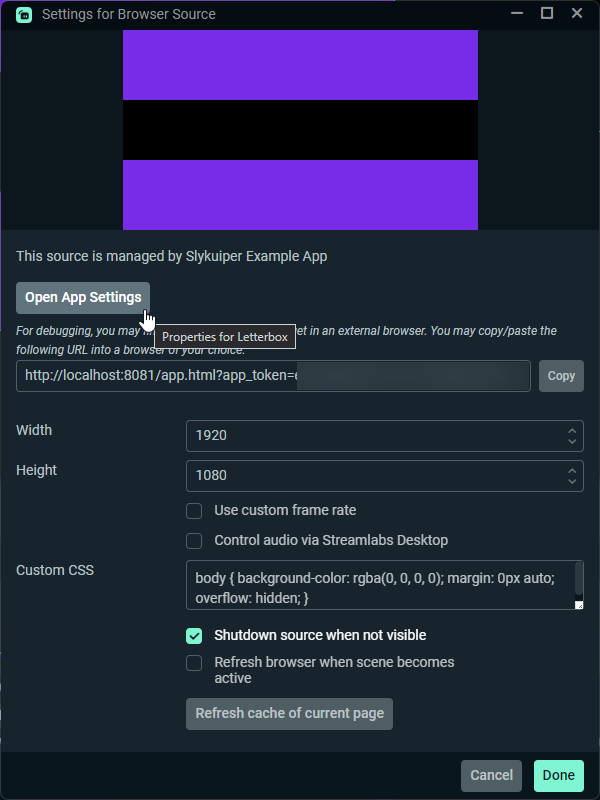 Settings for Browser Source
This source is managed by Slykuiper Example App
Open App Settings
For debugging, you may et in an external browser. You may copy/paste the
Properties for Letterbox
following URL into a browser of your choice.
http://localhost:8081/app.html?app_token=
Copy
Width
1920
Height
1080
Use custom frame rate
Control audio via Streamlabs Desktop
Custom CSS
body { background-color: rgba(0, 0, 0, 0); margin: 0px auto;
overflow: hidden; }
Shutdown source when not visible
Refresh browser when scene becomes
active
Refresh cache of current page
Cancel
Done